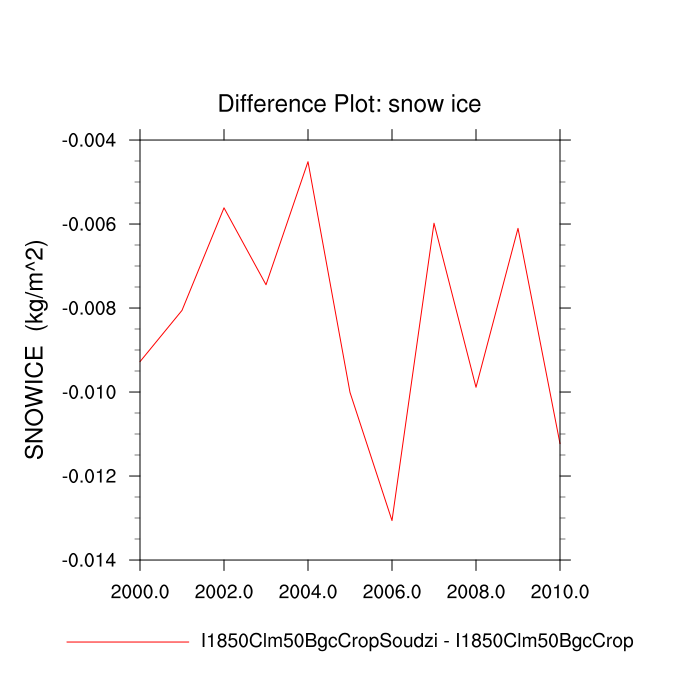 Difference Plot: snow ice
-0.004
-0.006
-0.008
-0.010
-0.012
-0.014
SNOWICE (kg/m^2)
2000.0 2002.0 2004.0 2006.0 2008.0 2010.0
I1850Clm50BgcCropSoudzi - I1850Clm50BgcCrop